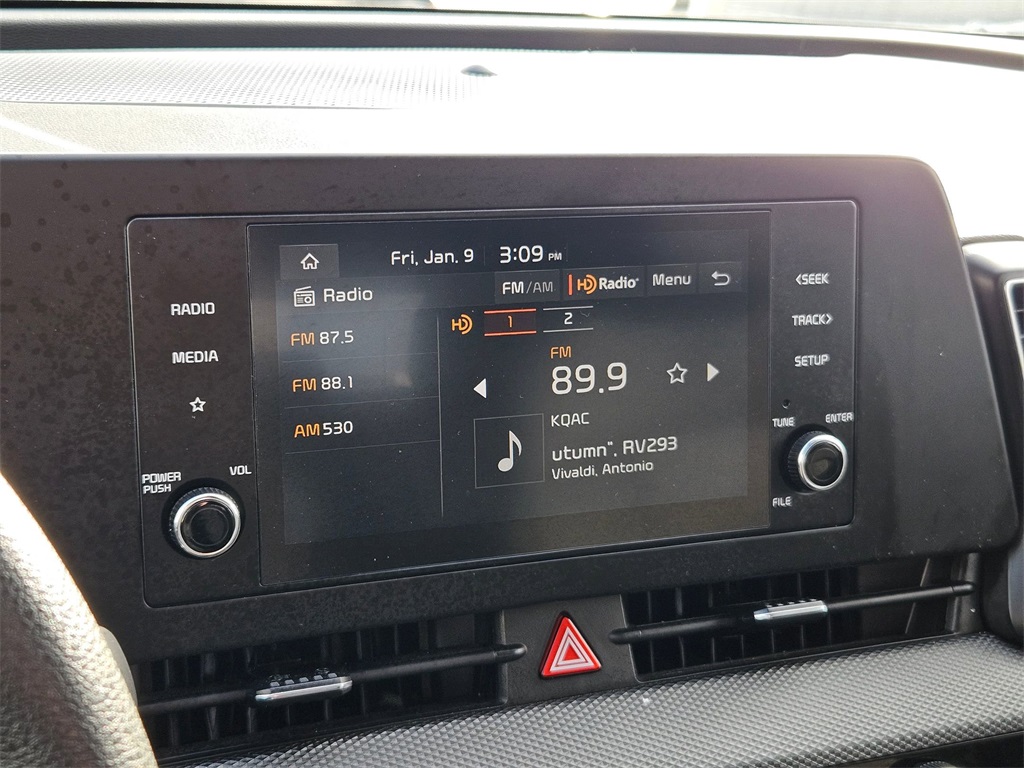 Fri, Jan. 9 3:09 PM
Radio
FM/AM HD Radio Menu
FM 87.5
FM 88.1
AM 530
HD 1 2
FM
89.9
KQAC
utumn", RV293
Vivaldi, Antonio
RADIO
MEDIA
POWER
PUSH
VOL
<SEEK
TRACK>
SETUP
TUNE
ENTER
FILE